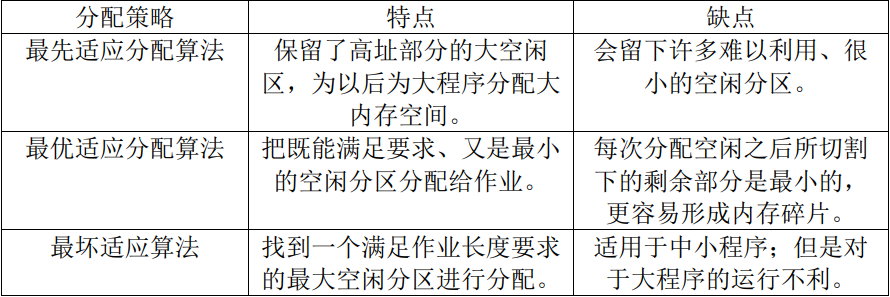 分配策略
特点
缺点
最先适应分配算法
保留了高址部分的大空闲
区，为以后为大程序分配大
内存空间。
会留下许多难以利用、很
小的空闲分区。
最优适应分配算法
把既能满足要求、又是最小
的空闲分区分配给作业。
每次分配空闲之后所切割
下的剩余部分是最小的，
更容易形成内存碎片。
最坏适应算法
找到一个满足作业长度要求
的最大空闲分区进行分配。
适用于中小程序；但是对
于大程序的运行不利。